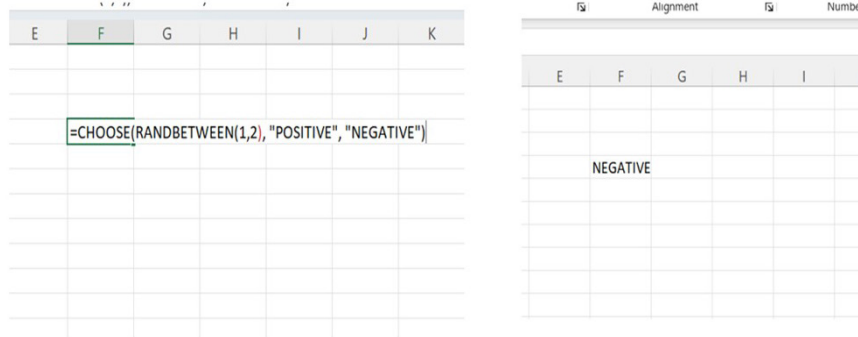 E F G H I J K
=CHOOSE(RANDBETWEEN(1,2), "POSITIVE", "NEGATIVE")
Alignment
E F G H I
NEGATIVE